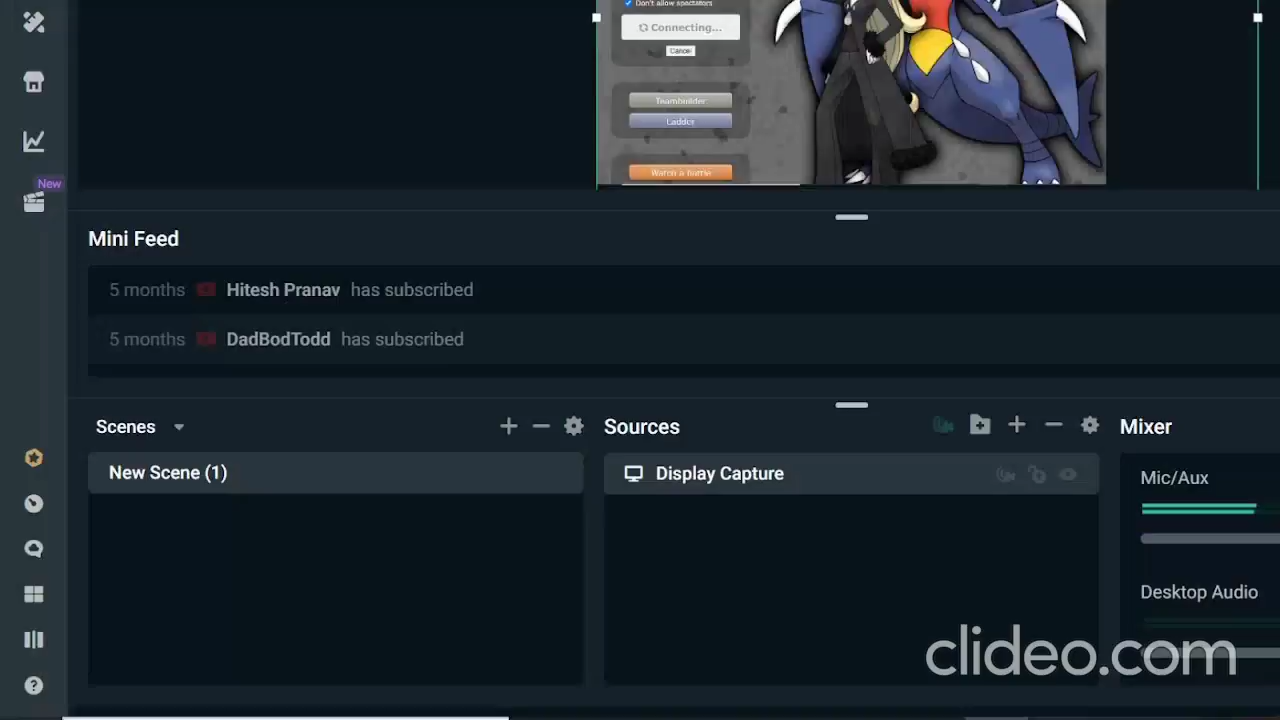 Don't allow spectators
Connecting...
Cancel
Teambuilder
Ladder
Watch a battle
New
Mini Feed
5 months Hitesh Pranav has subscribed
5 months DadBodTodd has subscribed
Scenes
New Scene (1)
Sources
Display Capture
Mixer
Mic/Aux
Desktop Audio
clideo.com